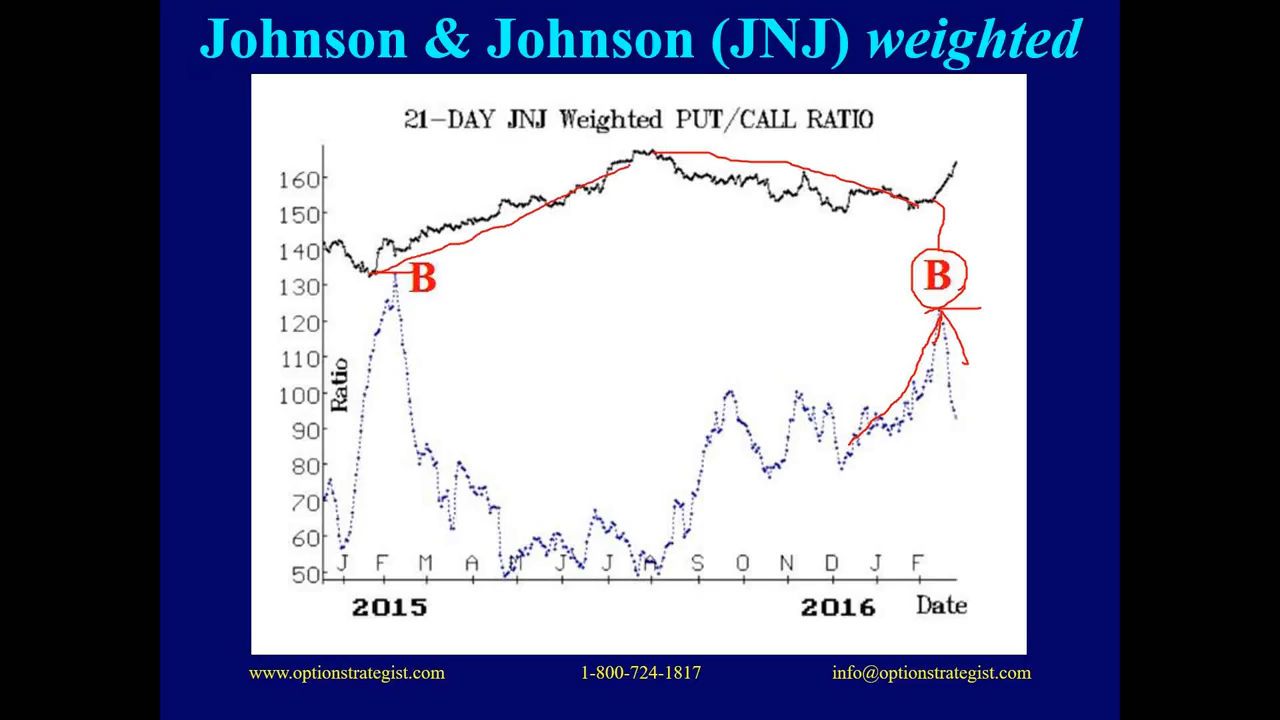 Johnson & Johnson (JNJ) weighted
21-DAY JNJ Weighted PUT/CALL RATIO
160
150
140
130
120
110
100
90
80
70
60
50
Ratio
B
B
J F M A M J J A S O N D J F
2015 2016 Date
www.optionstrategist.com 1-800-724-1817 info@optionstrategist.com